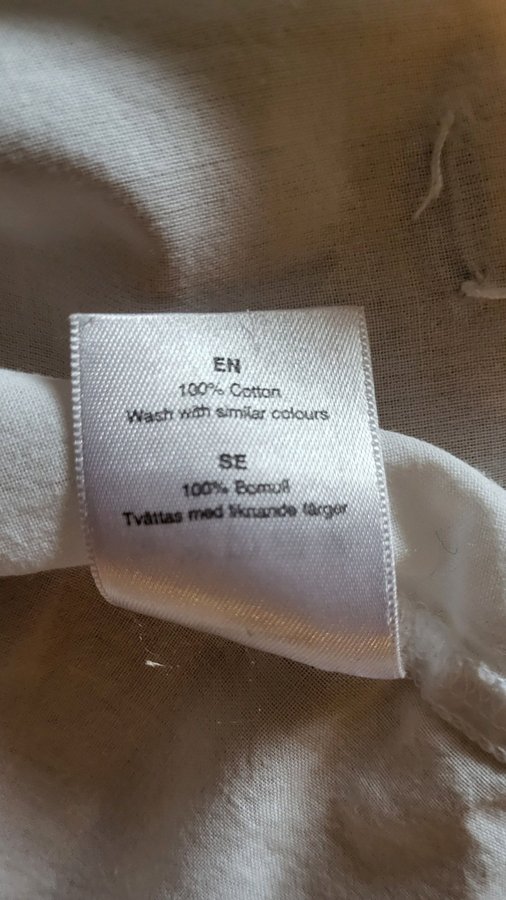 EN
100% Cotton
Wash with similar colours
SE
100% Bomull
Tvättas med liknande färger